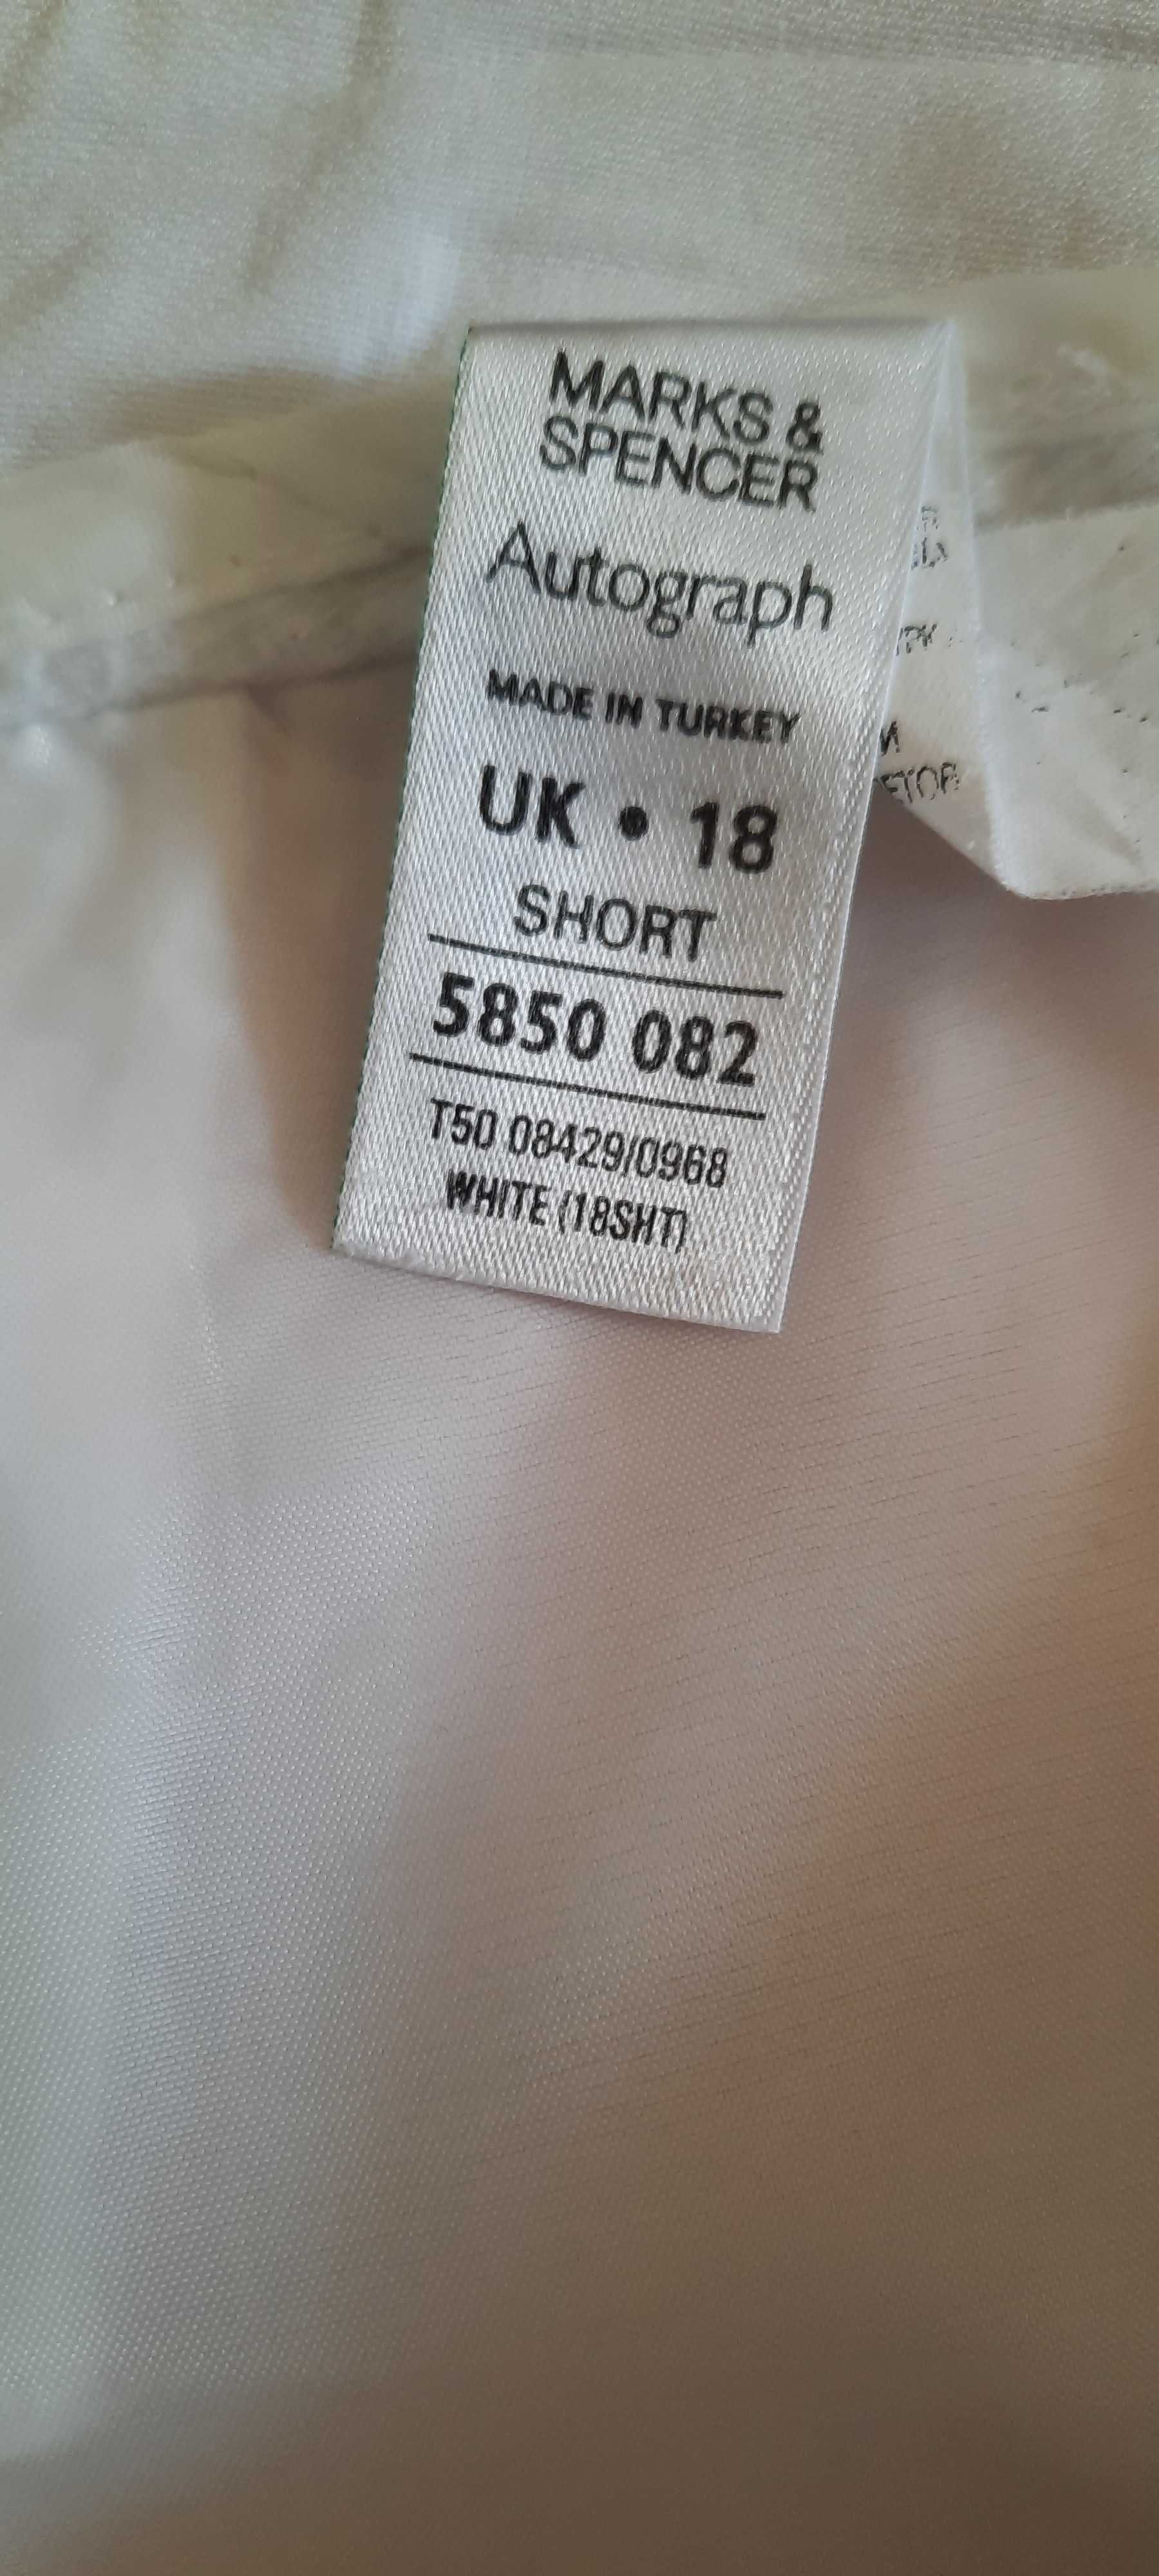 MARKS &
SPENCER
Autograph
MADE IN TURKEY
UK • 18
SHORT
5850 082
T50 08429/0968
WHITE (18SHT)